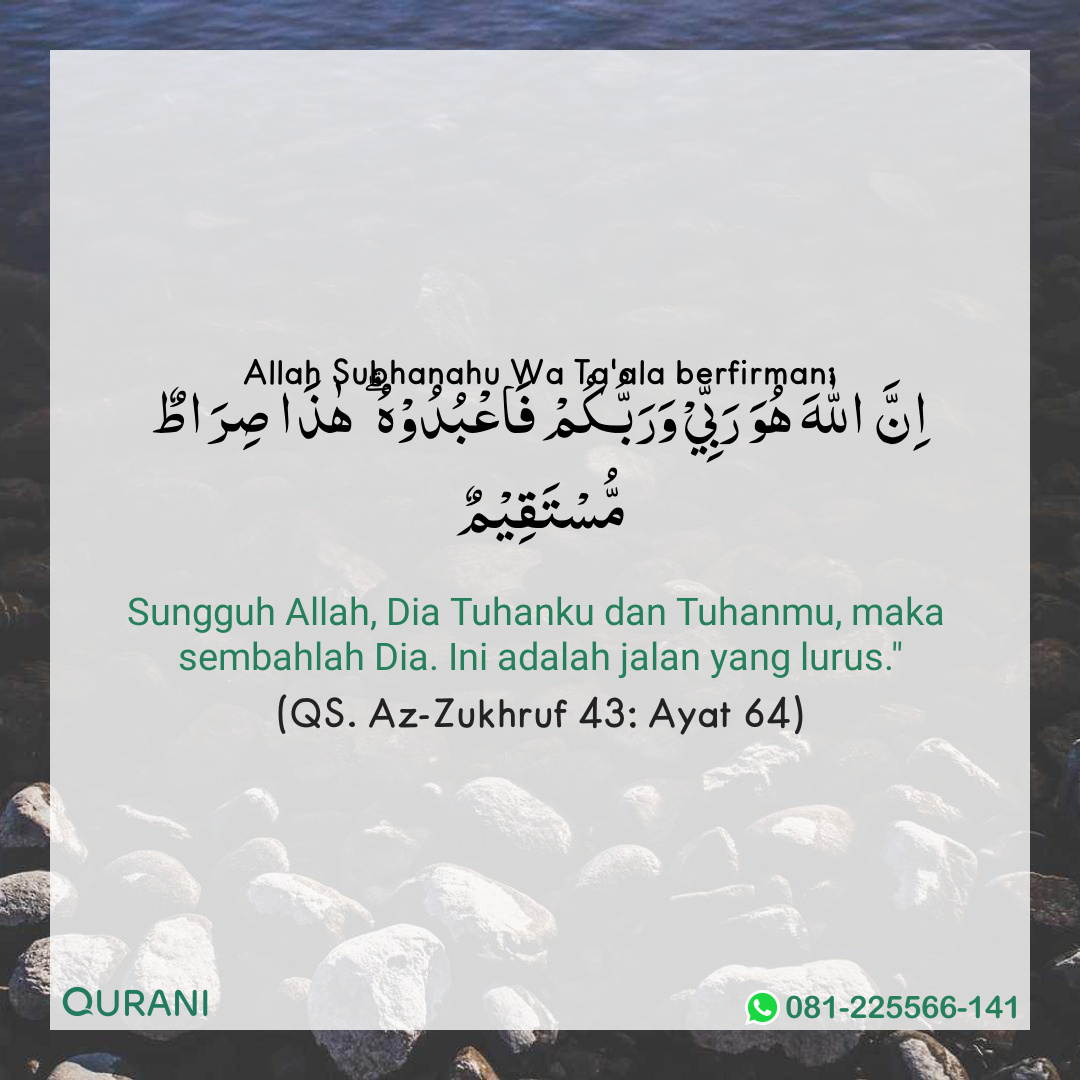 Allah Subhanahu Wa Ta'ala berfirman:
اِنَّ اللّٰهَ هُوَ رَبِّيْ وَرَبُّكُمْ فَاعْبُدُوْهُ ۗ هٰذَا صِرَاطٌ
مُّسْتَقِيْمٌ
Sungguh Allah, Dia Tuhanku dan Tuhanmu, maka
sembahlah Dia. Ini adalah jalan yang lurus."
(QS. Az-Zukhruf 43: Ayat 64)
QURANI
081-225566-141